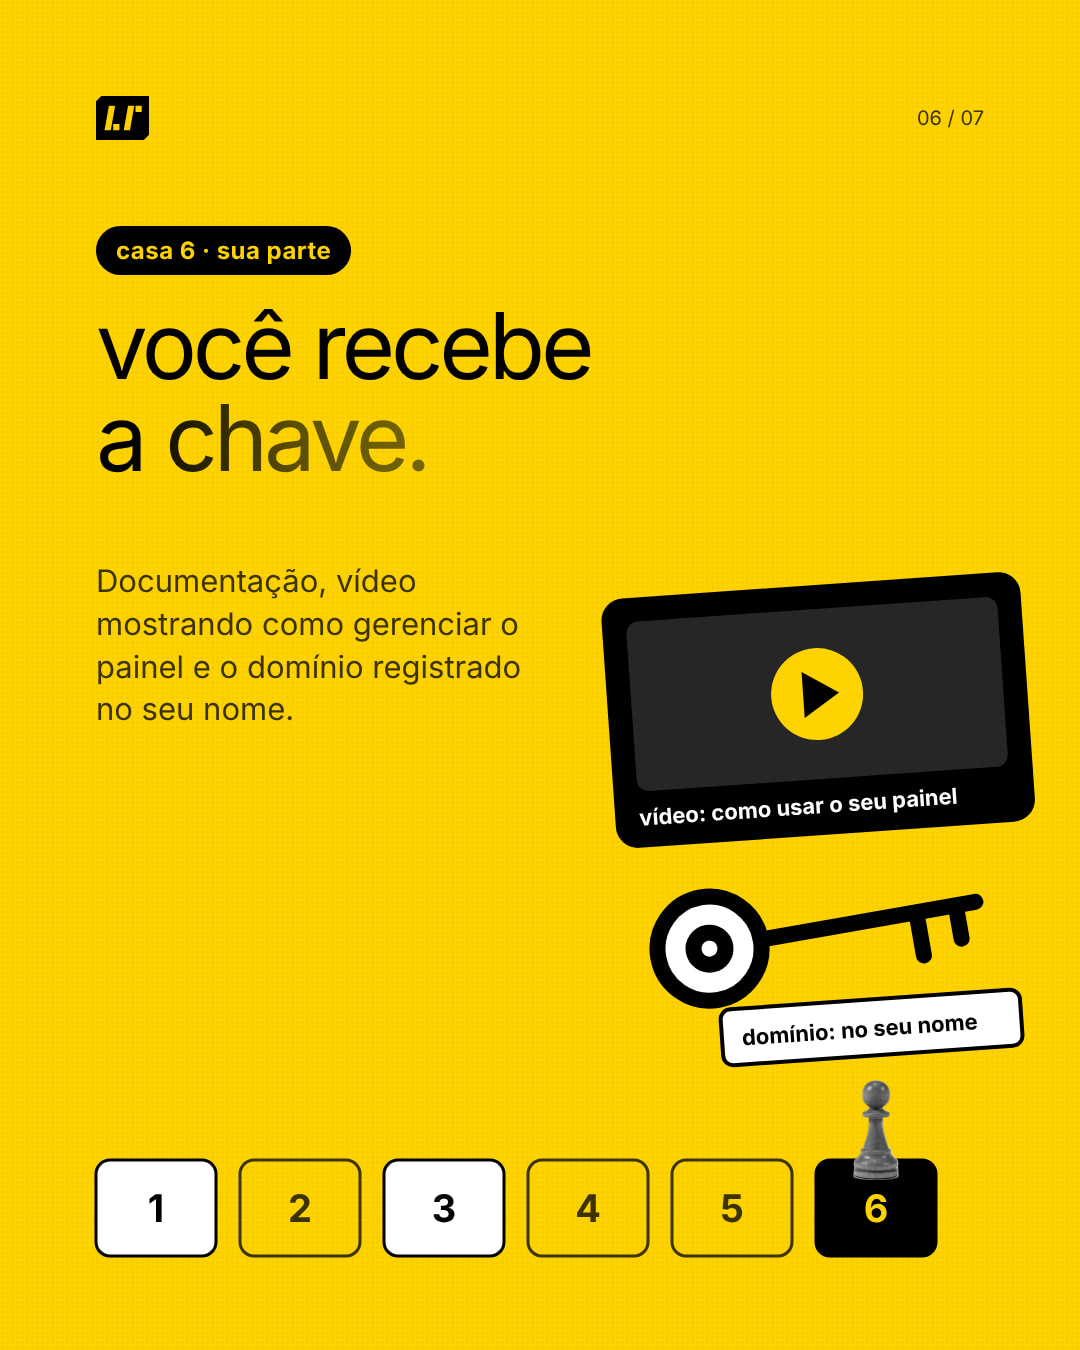 06 / 07
casa 6 · sua parte
você recebe
a chave.
Documentação, vídeo
mostrando como gerenciar o
painel e o domínio registrado
no seu nome.
vídeo: como usar o seu painel
domínio: no seu nome
1 2 3 4 5 6